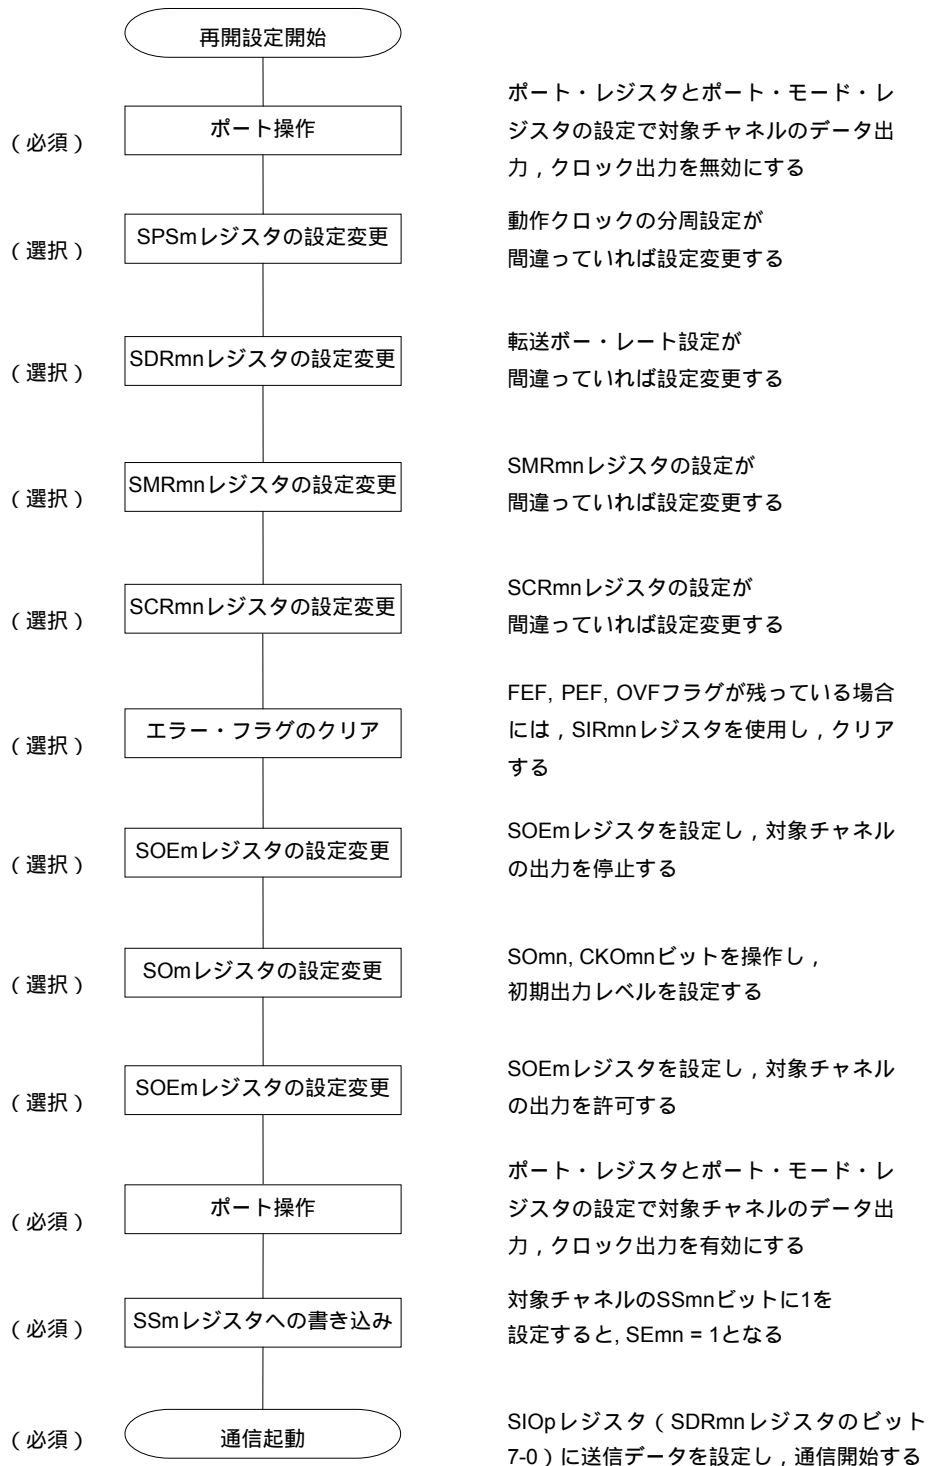 再開設定開始
(必須)
ポート操作
ポート・レジスタとポート・モード・レ
ジスタの設定で対象チャネルのデータ出
力,クロック出力を無効にする
(選択)
SPSmレジスタの設定変更
動作クロックの分周設定が
間違っていれば設定変更する
(選択)
SDRmnレジスタの設定変更
転送ボー・レート設定が
間違っていれば設定変更する
(選択)
SMRmnレジスタの設定変更
SMRmnレジスタの設定が
間違っていれば設定変更する
(選択)
SCRmnレジスタの設定変更
SCRmnレジスタの設定が
間違っていれば設定変更する
(選択)
エラー・フラグのクリア
FEF, PEF, OVFフラグが残っている場合
には,SIRmnレジスタを使用し,クリア
する
(選択)
SOEmレジスタの設定変更
SOEmレジスタを設定し,対象チャネル
の出力を停止する
(選択)
SOmレジスタの設定変更
SOmn, CKOmnビットを操作し,
初期出力レベルを設定する
(選択)
SOEmレジスタの設定変更
SOEmレジスタを設定し,対象チャネル
の出力を許可する
(必須)
ポート操作
ポート・レジスタとポート・モード・レ
ジスタの設定で対象チャネルのデータ出
力,クロック出力を有効にする
(必須)
SSmレジスタへの書き込み
対象チャネルのSSmnビットに1を
設定すると, SEmn = 1となる
(必須)
通信起動
SIOpレジスタ(SDRmnレジスタのビット
7-0)に送信データを設定し,通信開始する